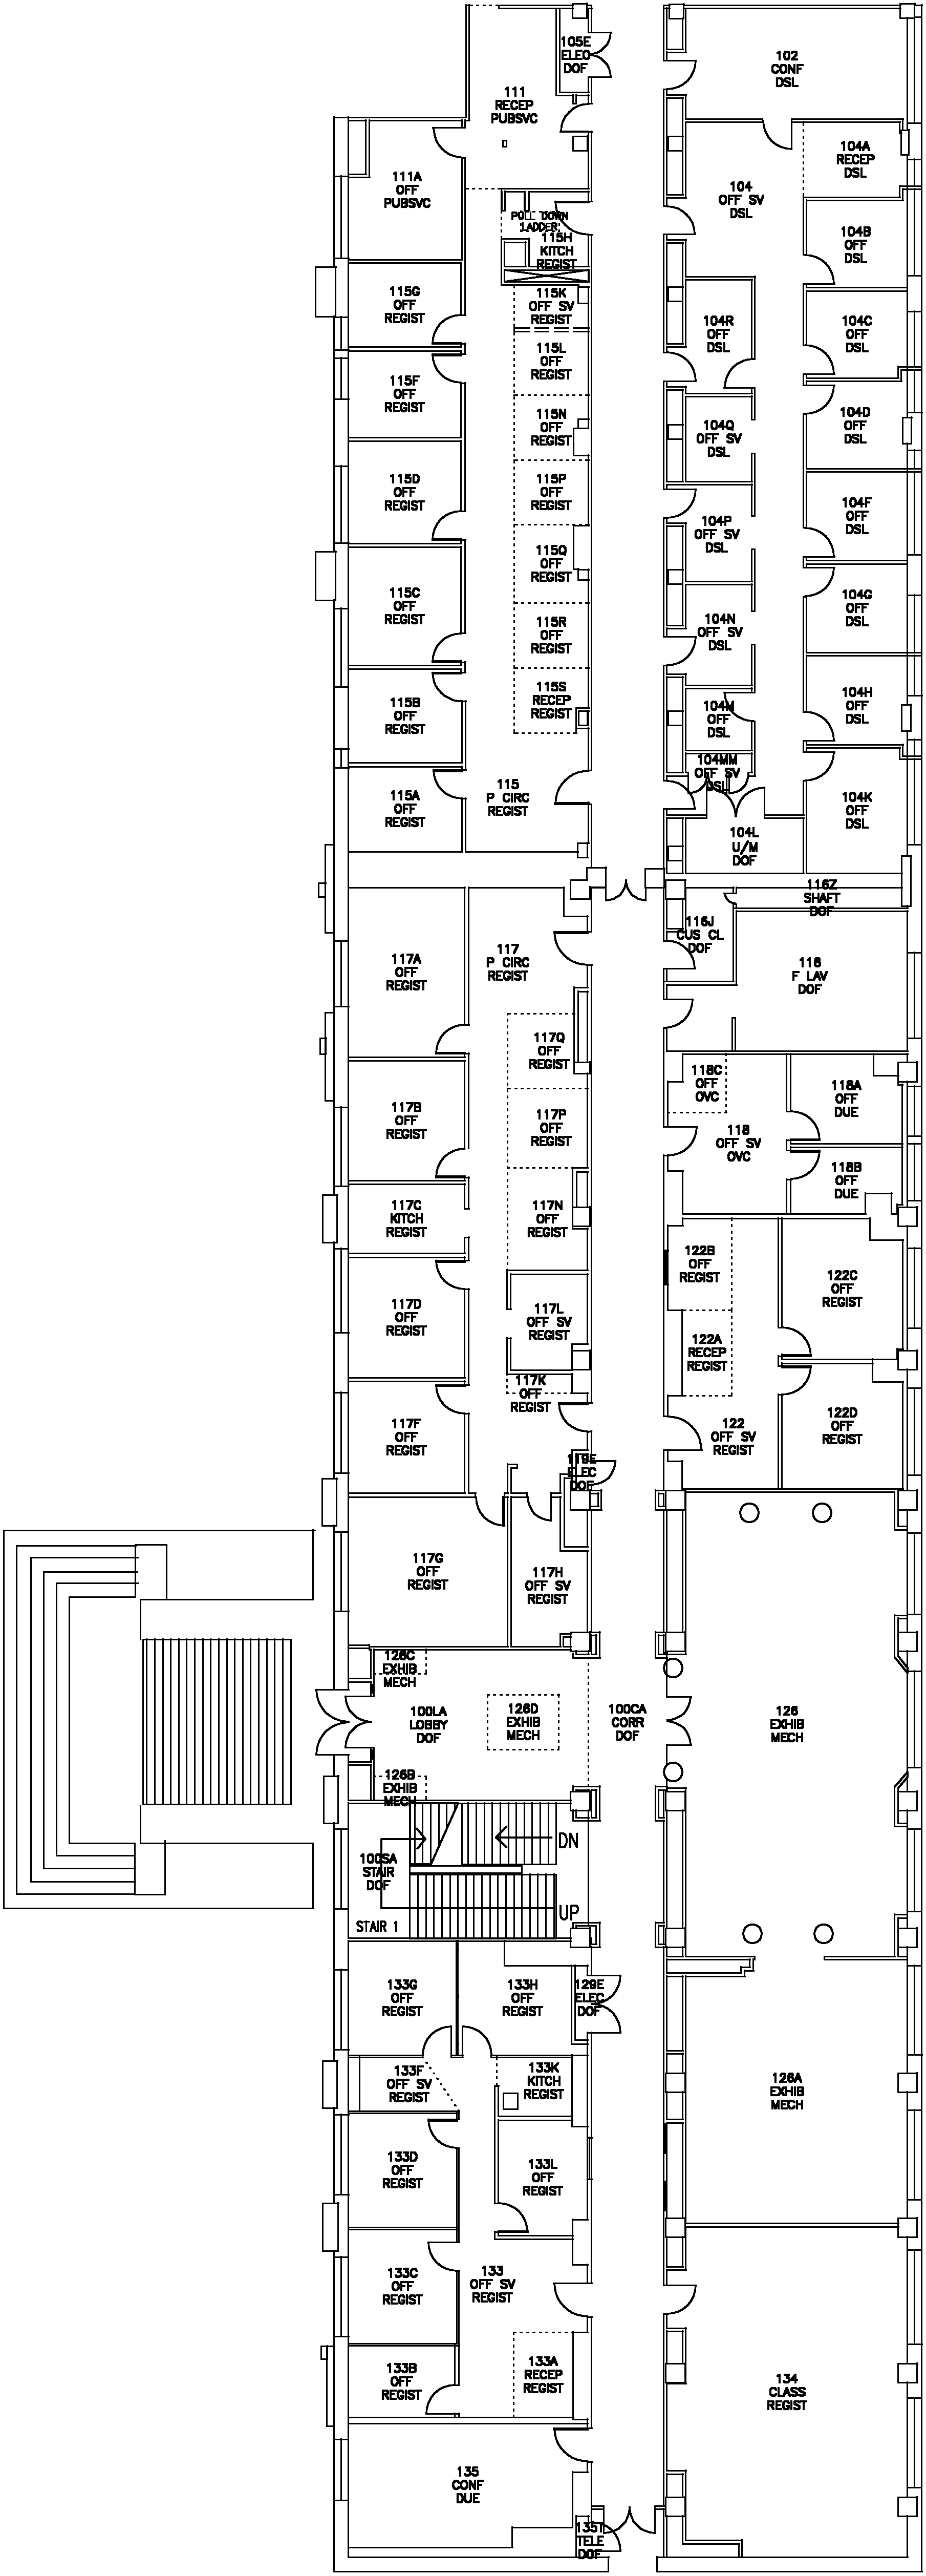 105E
ELEC
DOF
102
CONF
DSL
111
RECEP
PUBSVC
104A
RECEP
DSL
111A
OFF
PUBSVC
104
OFF SV
DSL
PULL DOWN
LADDER
115H
KITCH
REGIST
104B
OFF
DSL
115G
OFF
REGIST
115K
OFF SV
REGIST
104R
OFF
DSL
104C
OFF
DSL
115F
OFF
REGIST
115L
OFF
REGIST
115N
OFF
REGIST
104Q
OFF SV
DSL
104D
OFF
DSL
115D
OFF
REGIST
115P
OFF
REGIST
104P
OFF SV
DSL
104F
OFF
DSL
115C
OFF
REGIST
115Q
OFF
REGIST
115R
OFF
REGIST
104N
OFF SV
DSL
104G
OFF
DSL
115B
OFF
REGIST
115S
RECEP
REGIST
104M
OFF
DSL
104H
OFF
DSL
104MM
OFF SV
DSL
115A
OFF
REGIST
115
P CIRC
REGIST
104K
OFF
DSL
104L
U/M
DOF
116Z
SHAFT
DOF
116J
CUS CL
DOF
117A
OFF
REGIST
117
P CIRC
REGIST
116
F LAV
DOF
117Q
OFF
REGIST
118C
OFF
OVC
118A
OFF
DUE
117B
OFF
REGIST
117P
OFF
REGIST
118
OFF SV
OVC
118B
OFF
DUE
117C
KITCH
REGIST
117N
OFF
REGIST
122B
OFF
REGIST
122C
OFF
REGIST
117D
OFF
REGIST
117L
OFF SV
REGIST
122A
RECEP
REGIST
117K
OFF
REGIST
117F
OFF
REGIST
122
OFF SV
REGIST
122D
OFF
REGIST
119E
ELEC
DOF
117G
OFF
REGIST
117H
OFF SV
REGIST
126C
EXHIB
MECH
100LA
LOBBY
DOF
126D
EXHIB
MECH
100CA
CORR
DOF
126
EXHIB
MECH
126B
EXHIB
MECH
DN
100SA
STAIR
DOF
UP
STAIR 1
133G
OFF
REGIST
133H
OFF
REGIST
129E
ELEC
DOF
133F
OFF SV
REGIST
133K
KITCH
REGIST
126A
EXHIB
MECH
133D
OFF
REGIST
133L
OFF
REGIST
133C
OFF
REGIST
133
OFF SV
REGIST
133B
OFF
REGIST
133A
RECEP
REGIST
134
CLASS
REGIST
135
CONF
DUE
135T
TELE
DOF